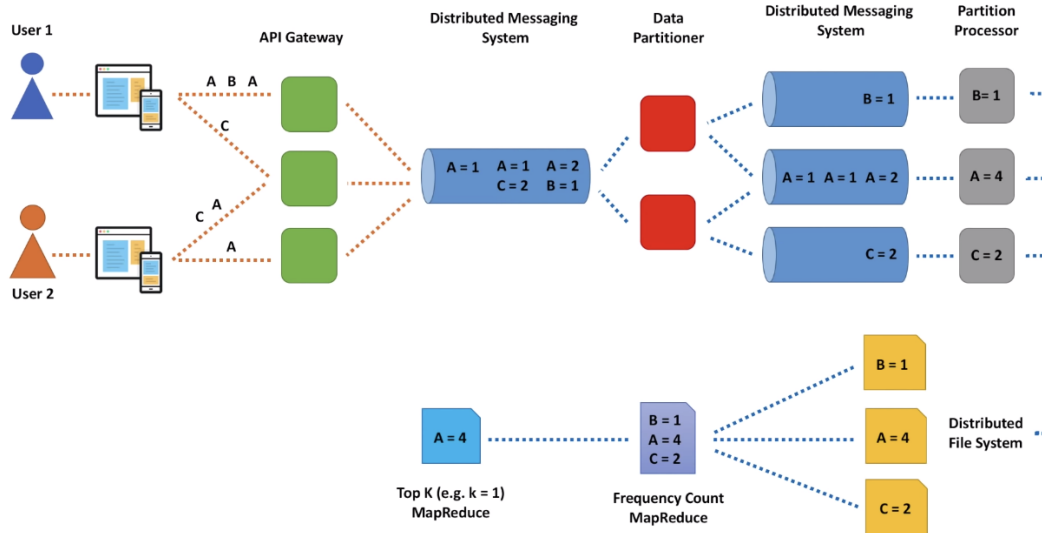 User 1
API Gateway
Distributed Messaging
System
Data
Partitioner
Distributed Messaging
System
Partition
Processor
A B A
C
A
C
A
User 2
A = 1 A = 1 A = 2
C = 2 B = 1
B = 1
A = 1 A = 1 A = 2
C = 2
B= 1
A = 4
C = 2
A = 4
Top K (e.g. k = 1)
MapReduce
B = 1
A = 4
C = 2
Frequency Count
MapReduce
B = 1
A = 4
C = 2
Distributed
File System